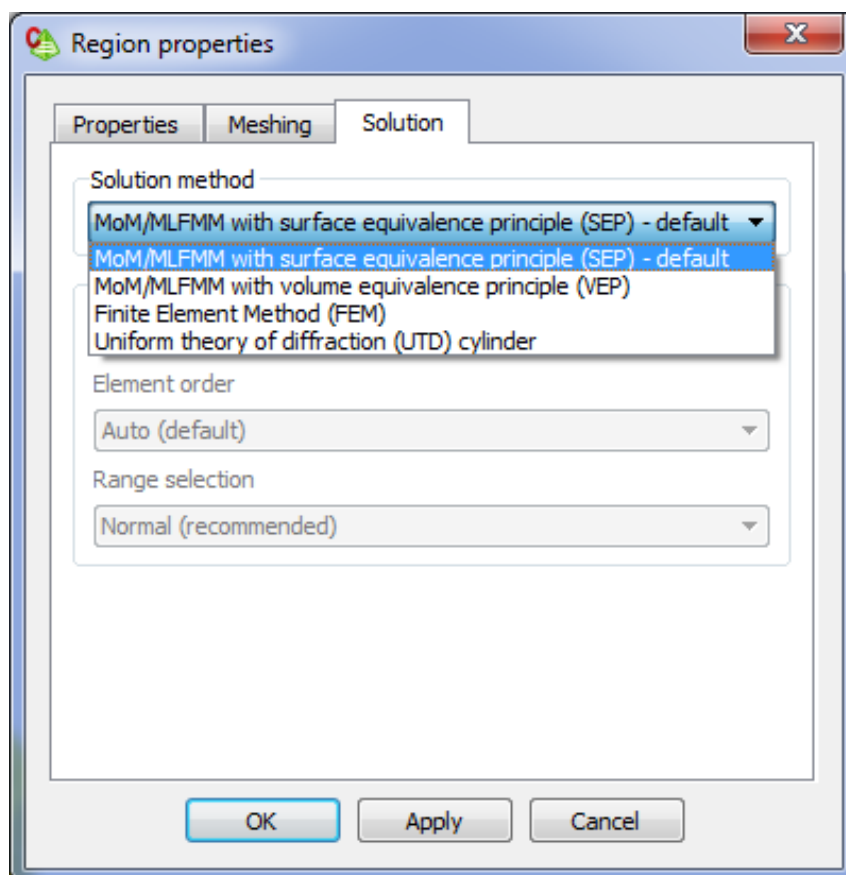 Region properties
Properties
Meshing
Solution
Solution method
MoM/MLFMM with surface equivalence principle (SEP) - default
MoM/MLFMM with surface equivalence principle (SEP) - default
MoM/MLFMM with volume equivalence principle (VEP)
Finite Element Method (FEM)
Uniform theory of diffraction (UTD) cylinder
Element order
Auto (default)
Range selection
Normal (recommended)
OK
Apply
Cancel